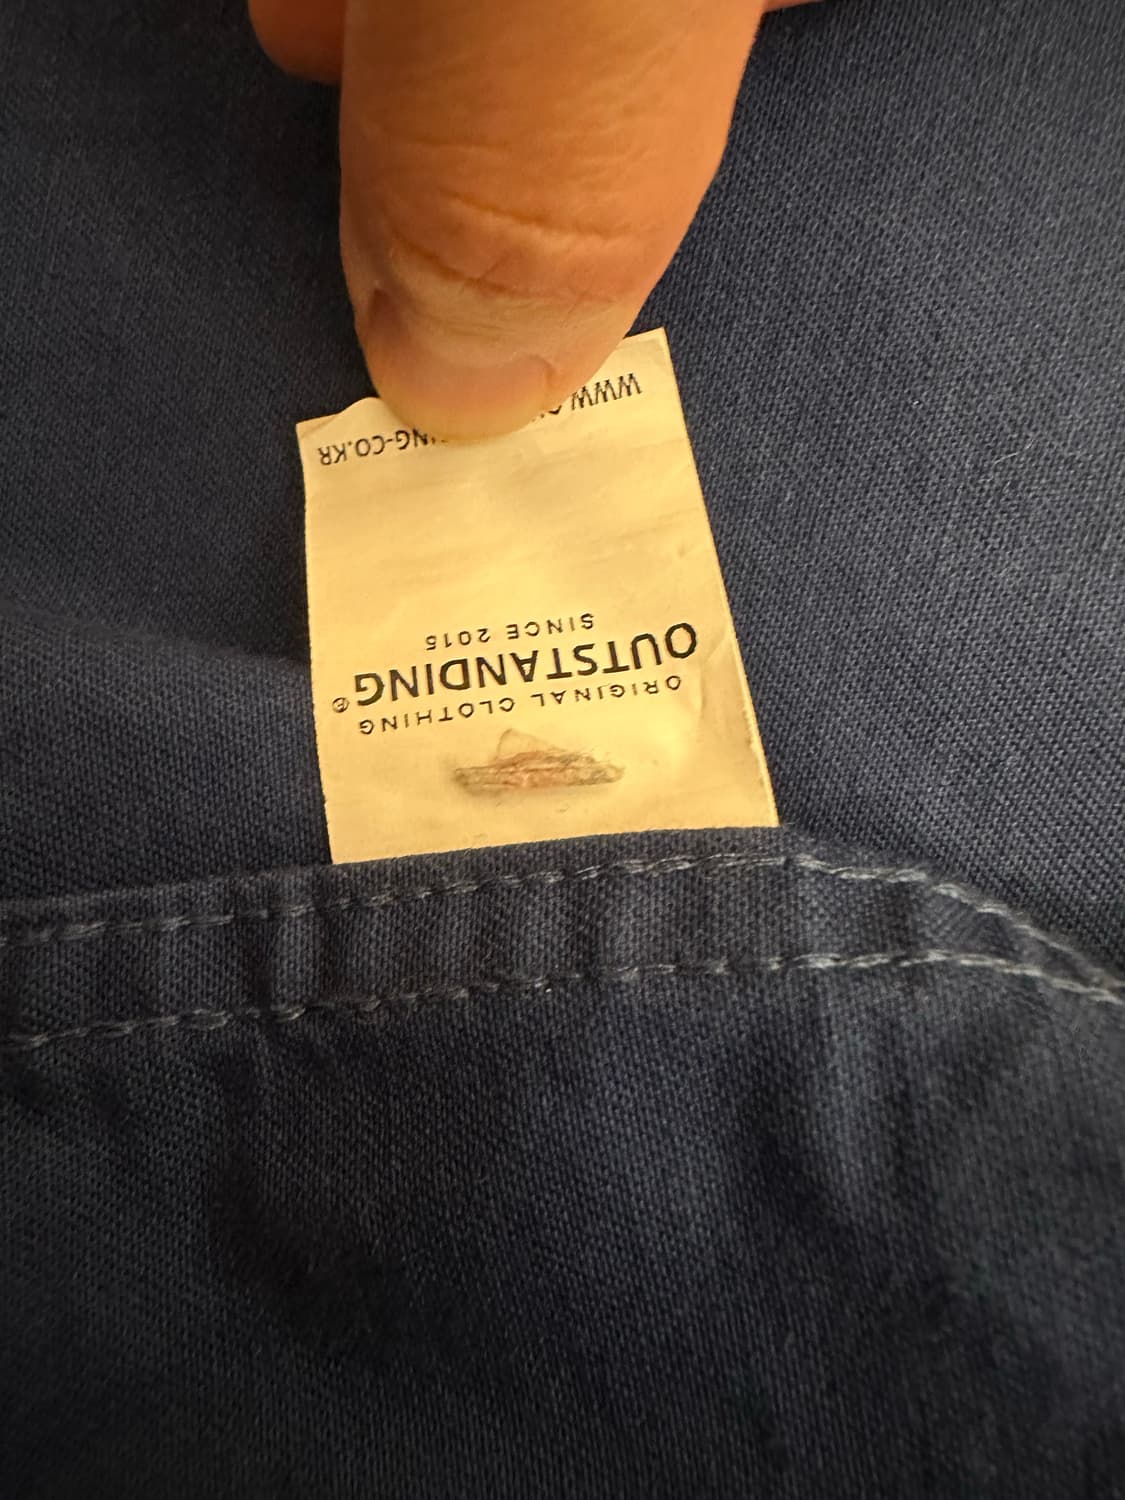 ORIGINAL CLOTHING
OUTSTANDING®
SINCE 2015